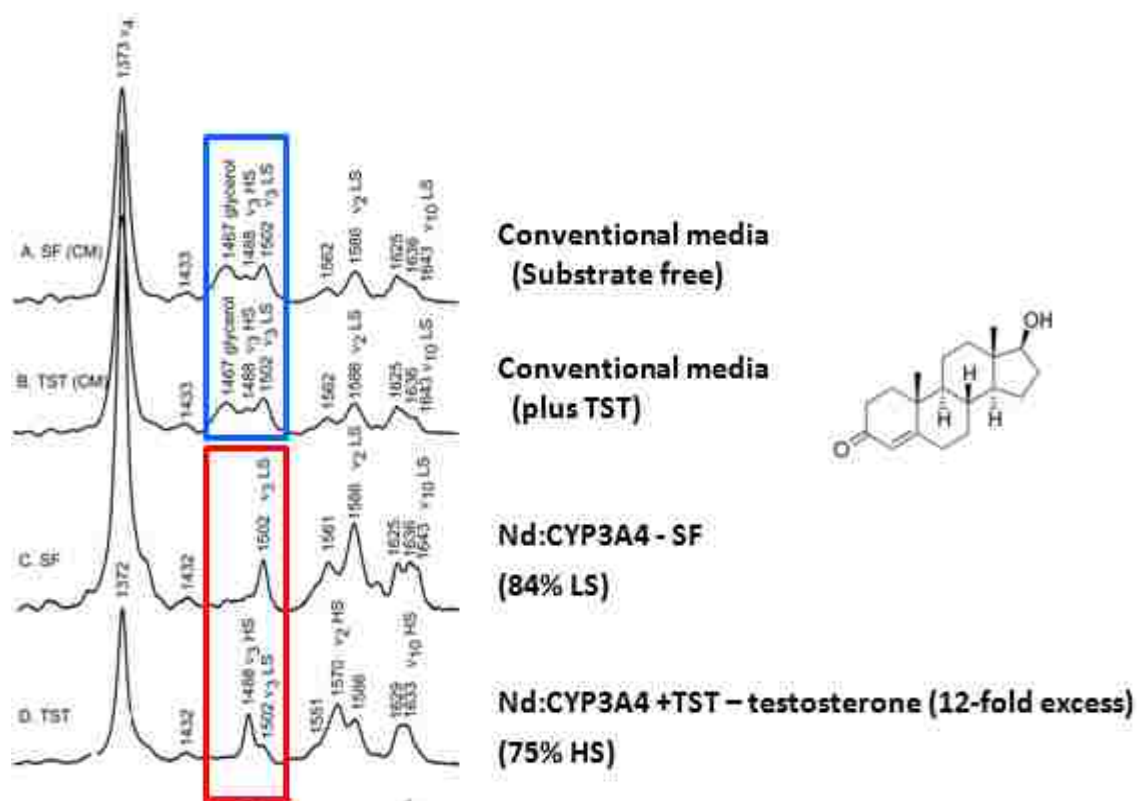 1373 ν4
A. SF (CM)
1433
1467 glycerol
1488 ν3 HS
1502 ν3 LS
1562
1588 ν2 LS
1625
1636
1643 ν10 LS
Conventional media
(Substrate free)
B. TST (CM)
1433
1467 glycerol
1488 ν3 HS
1502 ν3 LS
1562
1586 ν2 LS
1625
1636
1643 ν10 LS
Conventional media
(plus TST)
OH
H
H
H
O
C. SF
1432
1502 ν3 LS
1561
1586 ν2 LS
1625
1636
1643 ν10 LS
Nd:CYP3A4 - SF
(84% LS)
1372
D. TST
1432
1488 ν3 HS
1502 ν3 LS
1551
1570 ν2 HS
1586
1629
1633 ν10 HS
Nd:CYP3A4 +TST – testosterone (12-fold excess)
(75% HS)